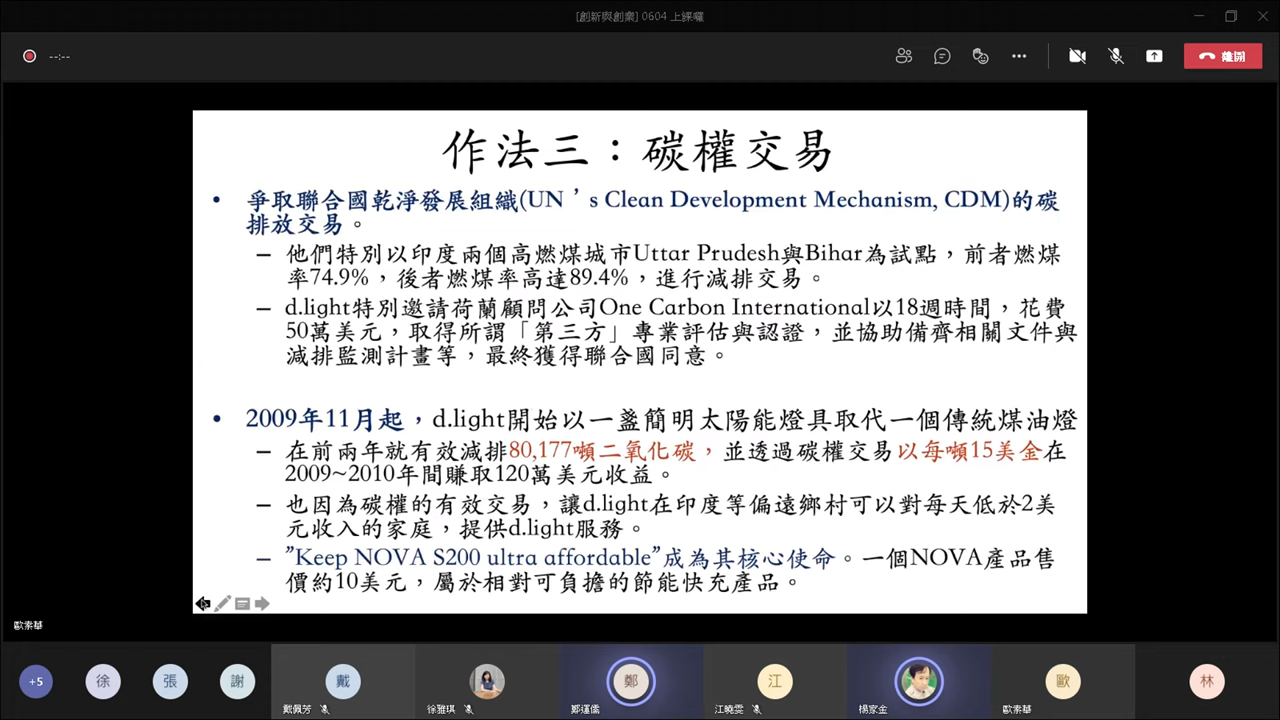 [創新與創業] 0604 上課囉
--:--
離開
作法三：碳權交易
• 爭取聯合國乾淨發展組織(UN＇s Clean Development Mechanism, CDM)的碳
排放交易。
– 他們特別以印度兩個高燃煤城市Uttar Prudesh與Bihar為試點，前者燃煤
率74.9%，後者燃煤率高達89.4%，進行減排交易。
– d.light特別邀請荷蘭顧問公司One Carbon International以18週時間，花費
50萬美元，取得所謂「第三方」專業評估與認證，並協助備齊相關文件與
減排監測計畫等，最終獲得聯合國同意。
• 2009年11月起，d.light開始以一盞簡明太陽能燈具取代一個傳統煤油燈
– 在前兩年就有效減排80,177噸二氧化碳，並透過碳權交易以每噸15美金在
2009~2010年間賺取120萬美元收益。
– 也因為碳權的有效交易，讓d.light在印度等偏遠鄉村可以對每天低於2美
元收入的家庭，提供d.light服務。
– ”Keep NOVA S200 ultra affordable”成為其核心使命。一個NOVA產品售
價約10美元，屬於相對可負擔的節能快充產品。
歐素華
+5 徐 張 謝 戴 鄭 江 歐 林
戴佩芳 徐雅琪 鄭運儒 江曉雯 楊家金 歐素華